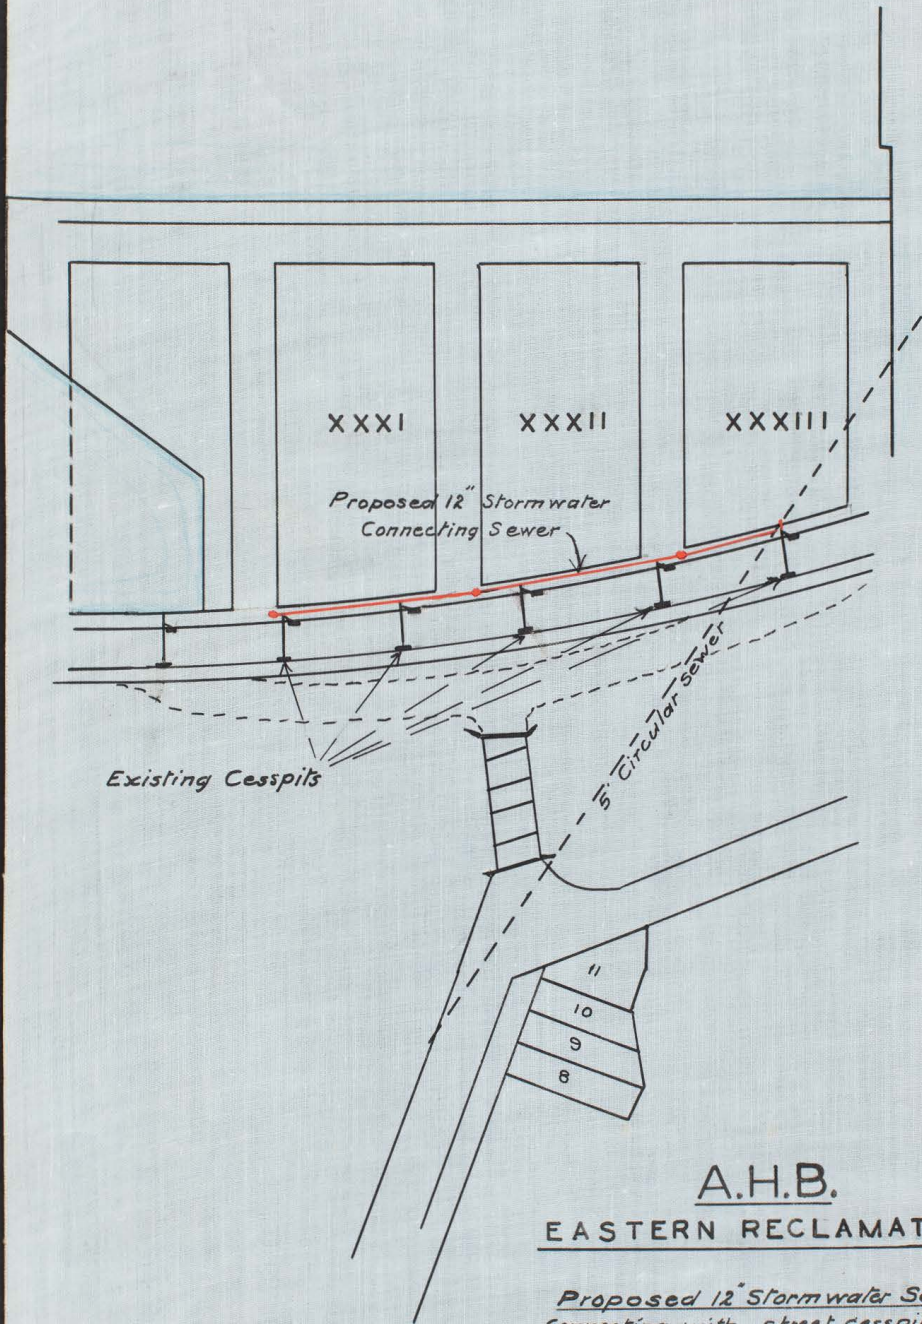 XXXI
XXXII
XXXIII
Proposed 12" Stormwater
Connecting Sewer
5' Circular sewer
Existing Cesspits
11
10
9
8
A.H.B.
EASTERN RECLAMAT
Proposed 12" Stormwater Se
Connecting with street cesspi